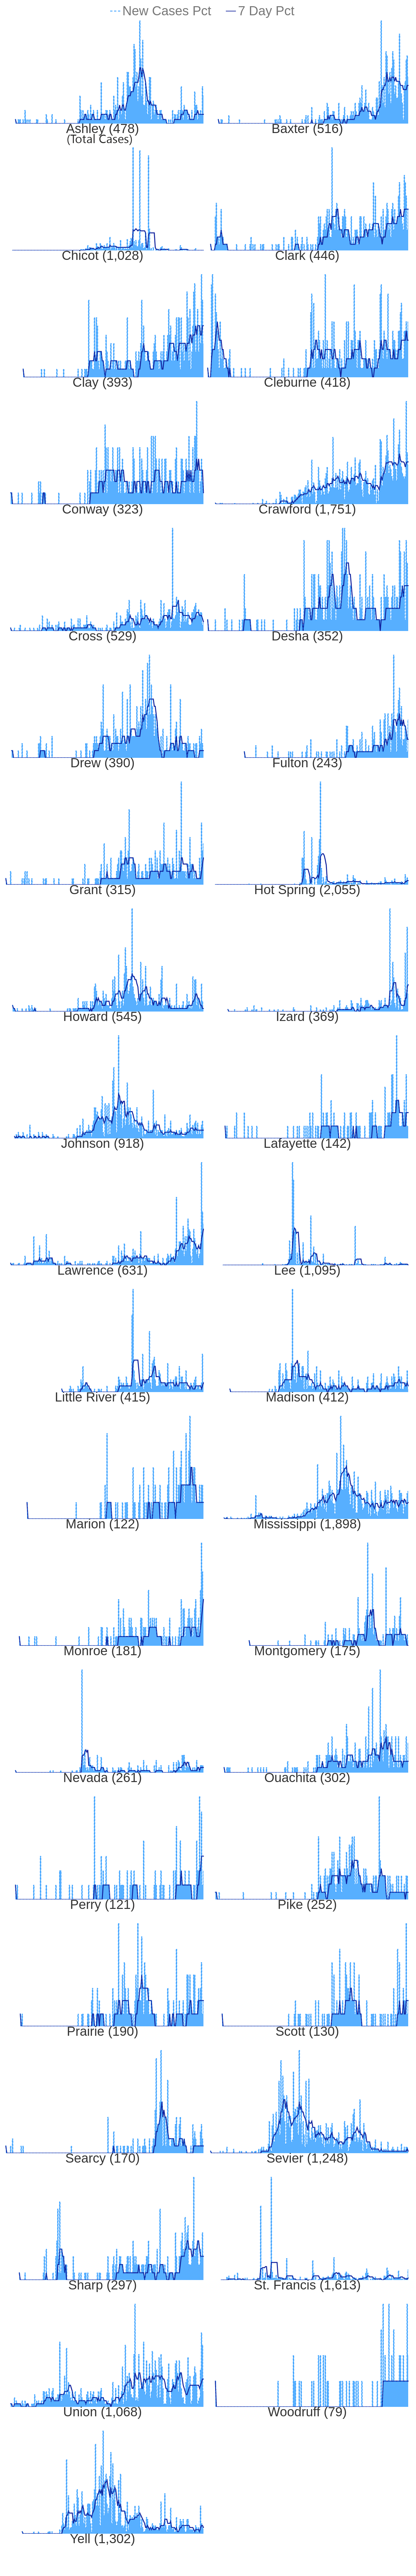 New Cases Pct 7 Day Pct
Ashley (478) Baxter (516)
(Total Cases)
Chicot (1,028) Clark (446)
Clay (393) Cleburne (418)
Conway (323) Crawford (1,751)
Cross (529) Desha (352)
Drew (390) Fulton (243)
Grant (315) Hot Spring (2,055)
Howard (545) Izard (369)
Johnson (918) Lafayette (142)
Lawrence (631) Lee (1,095)
Little River (415) Madison (412)
Marion (122) Mississippi (1,898)
Monroe (181) Montgomery (175)
Nevada (261) Ouachita (302)
Perry (121) Pike (252)
Prairie (190) Scott (130)
Searcy (170) Sevier (1,248)
Sharp (297) St. Francis (1,613)
Union (1,068) Woodruff (79)
Yell (1,302)